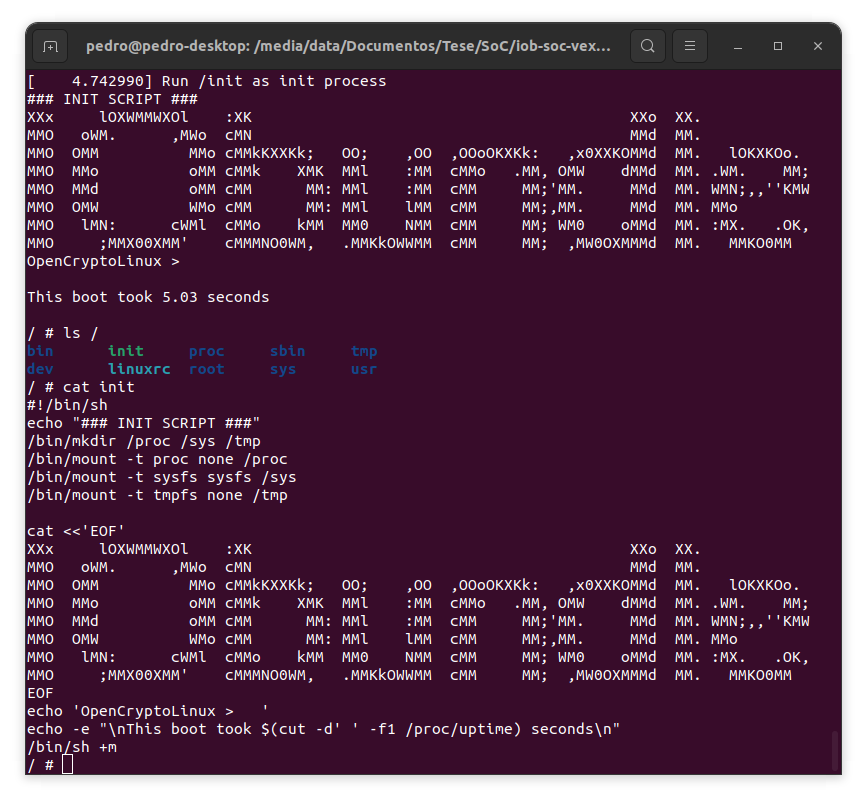 pedro@pedro-desktop: /media/data/Documentos/Tese/SoC/iob-soc-vex...
[    4.742990] Run /init as init process
### INIT SCRIPT ###
XXx     lOXWMMWXOl    :XK                                          XXo  XX.
MMO   oWM.      ,MWo  cMN                                          MMd  MM.
MMO  OMM          MMo cMMkKXXKk;   OO;    ,OO  ,OOoOKXKk:   ,x0XXKOMMd  MM.   lOKXKOo.
MMO  MMo          oMM cMMk    XMK  MMl    :MM  cMMo   .MM, OMW    dMMd  MM. .WM.    MM;
MMO  MMd          oMM cMM      MM: MMl    :MM  cMM     MM;'MM.     MMd  MM. WMN;,,''KMW
MMO  OMW          WMo cMM      MM: MMl    lMM  cMM     MM;,MM.     MMd  MM. MMo
MMO   lMN:      cWMl  cMMo    kMM  MM0    NMM  cMM     MM; WM0    oMMd  MM. :MX.   .OK,
MMO     ;MMX00XMM'    cMMMNO0WM,   .MMKkOWWMM  cMM     MM;  ,MW0OXMMMd  MM.   MMKO0MM
OpenCryptoLinux >

This boot took 5.03 seconds

/ # ls /
bin      init     proc     sbin     tmp
dev      linuxrc  root     sys      usr
/ # cat init
#!/bin/sh
echo "### INIT SCRIPT ###"
/bin/mkdir /proc /sys /tmp
/bin/mount -t proc none /proc
/bin/mount -t sysfs sysfs /sys
/bin/mount -t tmpfs none /tmp

cat <<'EOF'
XXx     lOXWMMWXOl    :XK                                          XXo  XX.
MMO   oWM.      ,MWo  cMN                                          MMd  MM.
MMO  OMM          MMo cMMkKXXKk;   OO;    ,OO  ,OOoOKXKk:   ,x0XXKOMMd  MM.   lOKXKOo.
MMO  MMo          oMM cMMk    XMK  MMl    :MM  cMMo   .MM, OMW    dMMd  MM. .WM.    MM;
MMO  MMd          oMM cMM      MM: MMl    :MM  cMM     MM;'MM.     MMd  MM. WMN;,,''KMW
MMO  OMW          WMo cMM      MM: MMl    lMM  cMM     MM;,MM.     MMd  MM. MMo
MMO   lMN:      cWMl  cMMo    kMM  MM0    NMM  cMM     MM; WM0    oMMd  MM. :MX.   .OK,
MMO     ;MMX00XMM'    cMMMNO0WM,   .MMKkOWWMM  cMM     MM;  ,MW0OXMMMd  MM.   MMKO0MM
EOF
echo 'OpenCryptoLinux >   '
echo -e "\nThis boot took $(cut -d' ' -f1 /proc/uptime) seconds\n"
/bin/sh +m
/ #